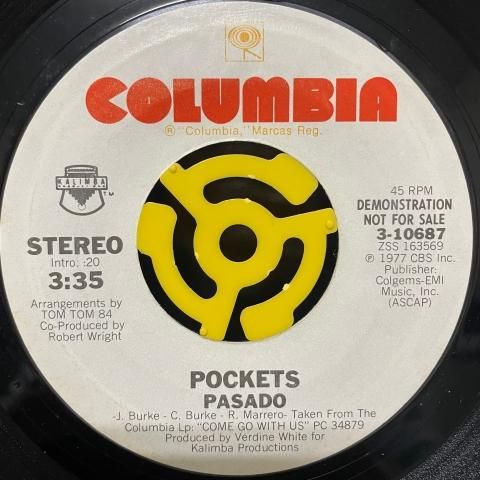 COLUMBIA
® "Columbia," Marcas Reg.
KALIMBA
TM
STEREO
Intro: :20
3:35
Arrangements by
TOM TOM 84
Co-Produced by
Robert Wright
45 RPM
DEMONSTRATION
NOT FOR SALE
3-10687
ZSS 163569
℗ 1977 CBS Inc.
Publisher:
Colgems-EMI
Music, Inc.
(ASCAP)
POCKETS
PASADO
-J. Burke - C. Burke - R. Marrero- Taken From The
Columbia Lp: "COME GO WITH US" PC 34879
Produced by Verdine White for
Kalimba Productions